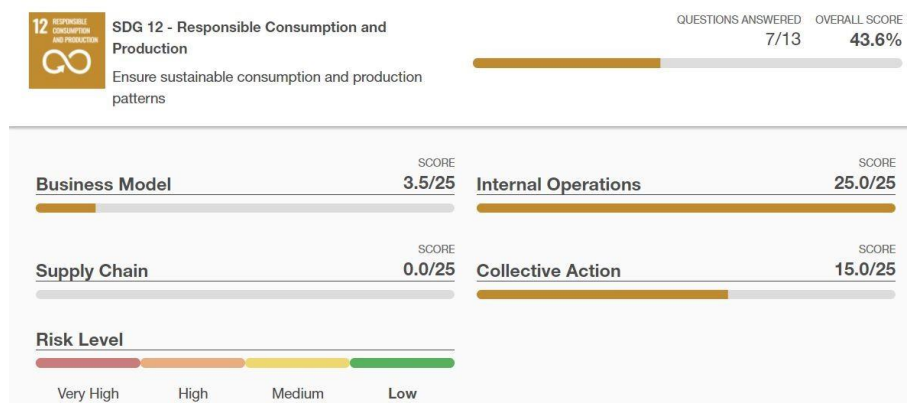 12 RESPONSIBLE
CONSUMPTION
AND PRODUCTION
SDG 12 - Responsible Consumption and
Production
Ensure sustainable consumption and production
patterns
QUESTIONS ANSWERED
7/13
OVERALL SCORE
43.6%
Business Model
SCORE
3.5/25
Internal Operations
SCORE
25.0/25
Supply Chain
SCORE
0.0/25
Collective Action
SCORE
15.0/25
Risk Level
Very High
High
Medium
Low